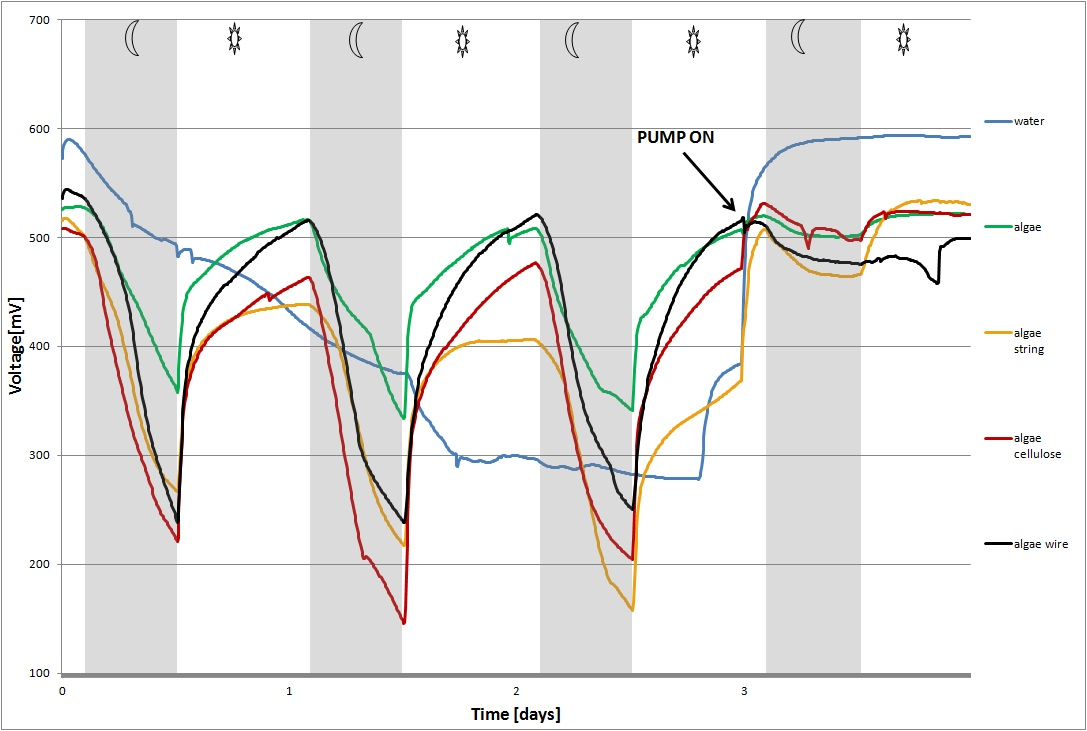 700
600
500
400
300
200
100
Voltage[mV]
0
1
2
3
Time [days]
PUMP ON
water
algae
algae
string
algae
cellulose
algae wire